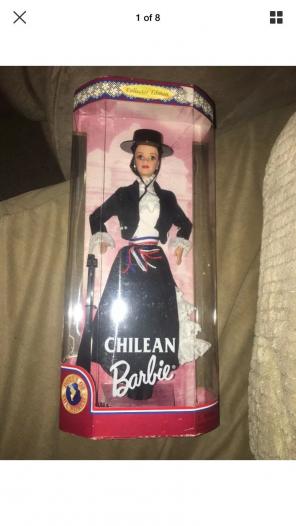 1 of 8
Collector Edition
CHILEAN
Barbie